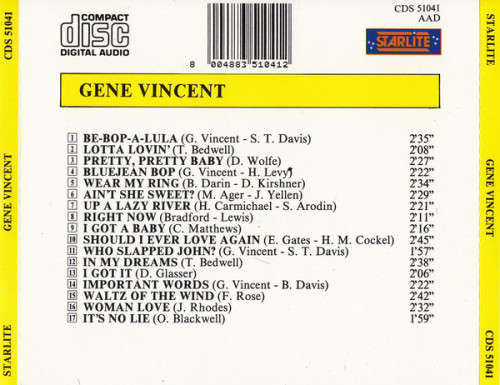 COMPACT
disc
DIGITAL AUDIO
8 004883 510412
CDS 51041
AAD
STARLITE
GENE VINCENT
1 BE-BOP-A-LULA (G. Vincent - S. T. Davis) 2'35"
2 LOTTA LOVIN' (T. Bedwell) 2'08"
3 PRETTY, PRETTY BABY (D. Wolfe) 2'27"
4 BLUEJEAN BOP (G. Vincent - H. Levy) 2'22"
5 WEAR MY RING (B. Darin - D. Kirshner) 2'34"
6 AIN'T SHE SWEET? (M. Ager - J. Yellen) 2'29"
7 UP A LAZY RIVER (H. Carmichael - S. Arodin) 2'21"
8 RIGHT NOW (Bradford - Lewis) 2'11"
9 I GOT A BABY (C. Matthews) 2'16"
10 SHOULD I EVER LOVE AGAIN (E. Gates - H. M. Cockel) 2'45"
11 WHO SLAPPED JOHN? (G. Vincent - S. T. Davis) 1'57"
12 IN MY DREAMS (T. Bedwell) 2'38"
13 I GOT IT (D. Glasser) 2'06"
14 IMPORTANT WORDS (G. Vincent - B. Davis) 2'22"
15 WALTZ OF THE WIND (F. Rose) 2'42"
16 WOMAN LOVE (J. Rhodes) 2'32"
17 IT'S NO LIE (O. Blackwell) 1'59"
CDS 51041
GENE VINCENT
STARLITE
STARLITE
GENE VINCENT
CDS 51041